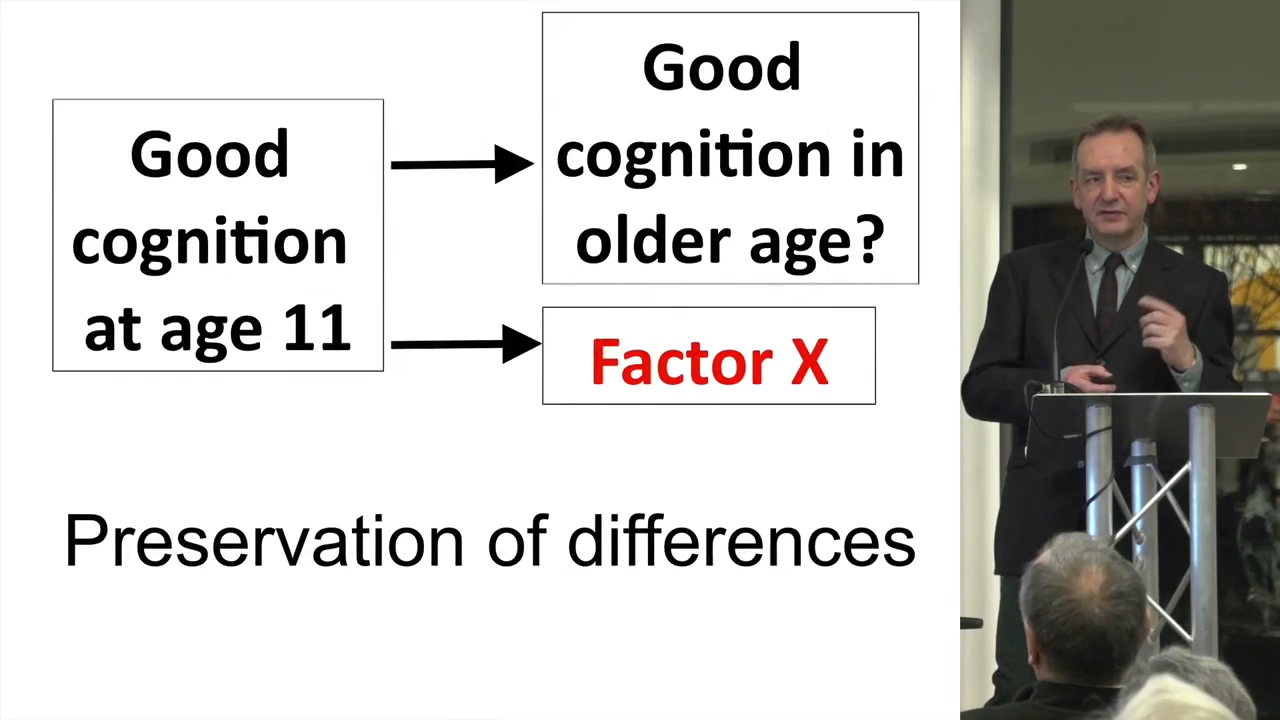 Good
cognition
at age 11
Good
cognition in
older age?
Factor X
Preservation of differences